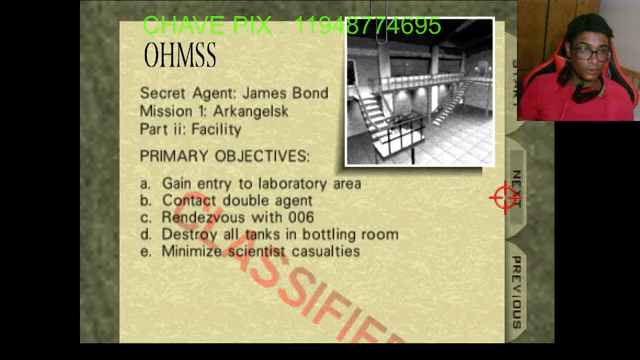 CHAVE PIX : 11948774695
OHMSS
Secret Agent: James Bond
Mission 1: Arkangelsk
Part ii: Facility
PRIMARY OBJECTIVES:
a. Gain entry to laboratory area
b. Contact double agent
c. Rendezvous with 006
d. Destroy all tanks in bottling room
e. Minimize scientist casualties
CLASSIFIED
START
NEXT
PREVIOUS